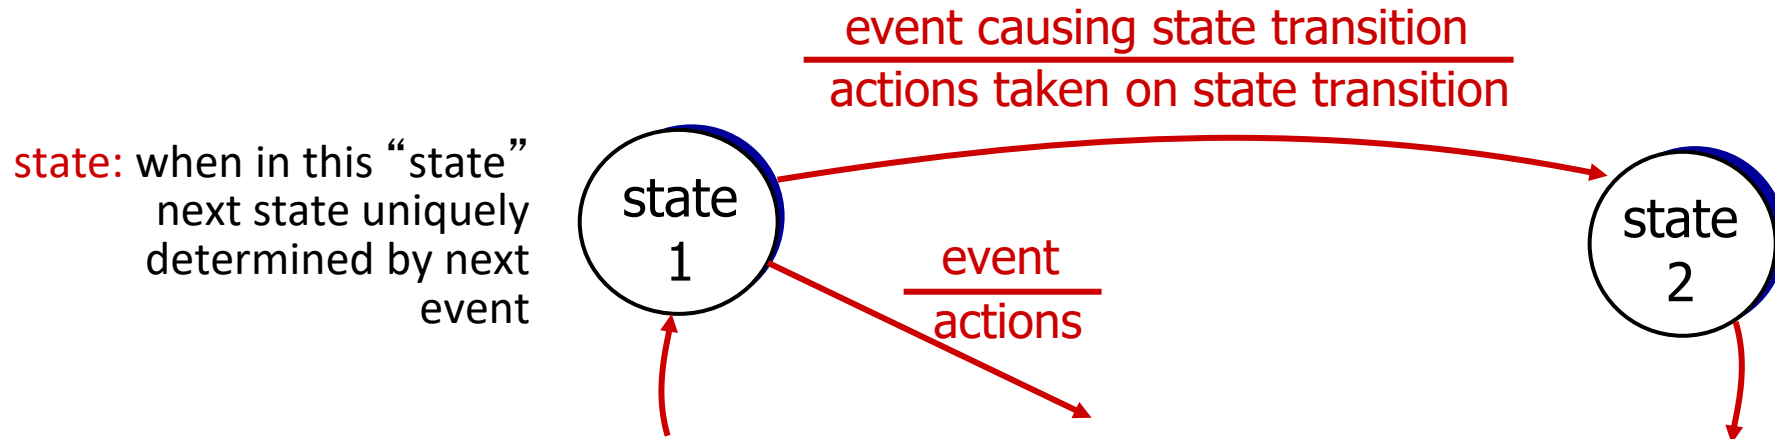 event causing state transition
actions taken on state transition
state: when in this “state”
next state uniquely
determined by next
event
state
1
event
actions
state
2